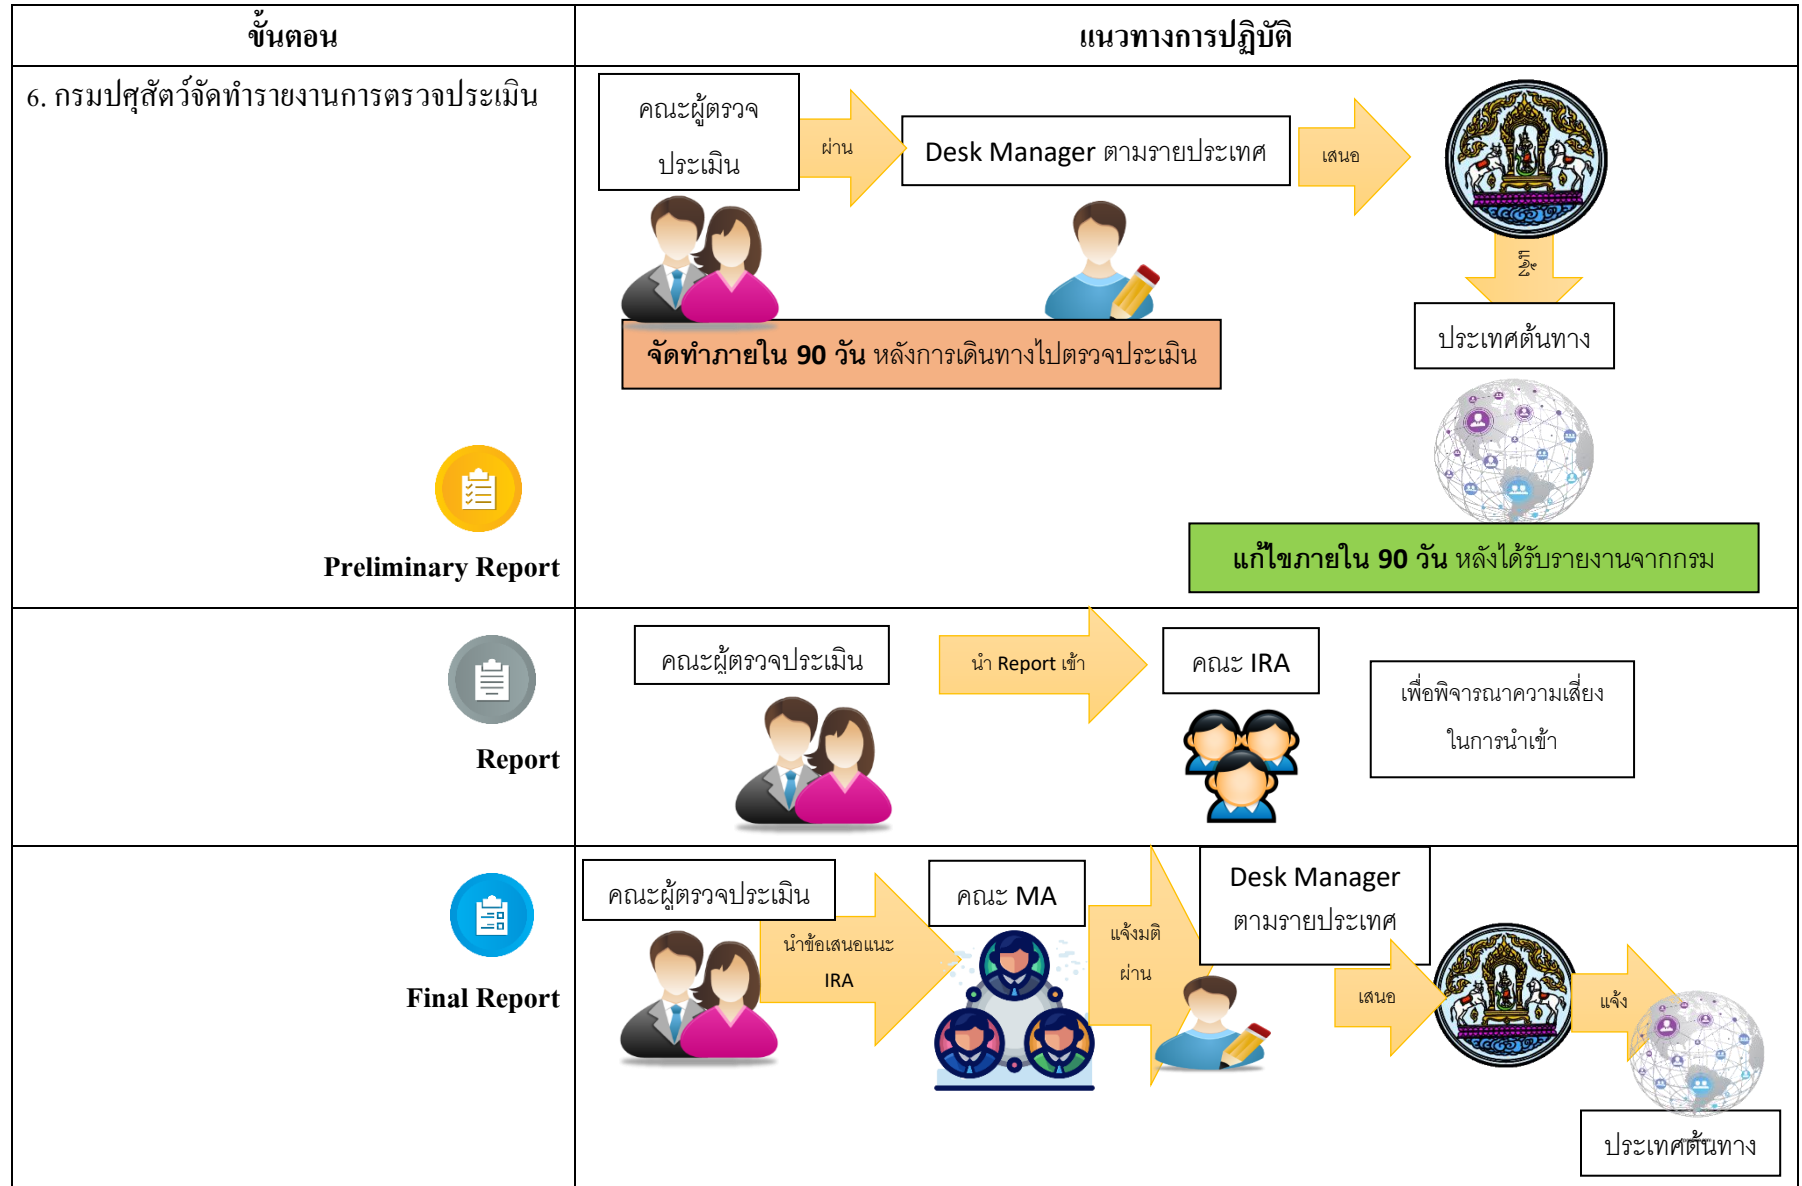 ขั้นตอน
แนวทางการปฏิบัติ
6. กรมปศุสัตว์จัดทำรายงานการตรวจประเมิน
คณะผู้ตรวจ
ประเมิน
ผ่าน
Desk Manager ตามรายประเทศ
เสนอ
แจ้ง
ประเทศต้นทาง
จัดทำภายใน 90 วัน หลังการเดินทางไปตรวจประเมิน
แก้ไขภายใน 90 วัน หลังได้รับรายงานจากกรม
Preliminary Report
คณะผู้ตรวจประเมิน
นำ Report เข้า
คณะ IRA
เพื่อพิจารณาความเสี่ยง
ในการนำเข้า
Report
คณะผู้ตรวจประเมิน
นำข้อเสนอแนะ
IRA
คณะ MA
แจ้งมติ
ผ่าน
Desk Manager
ตามรายประเทศ
เสนอ
แจ้ง
ประเทศต้นทาง
Final Report